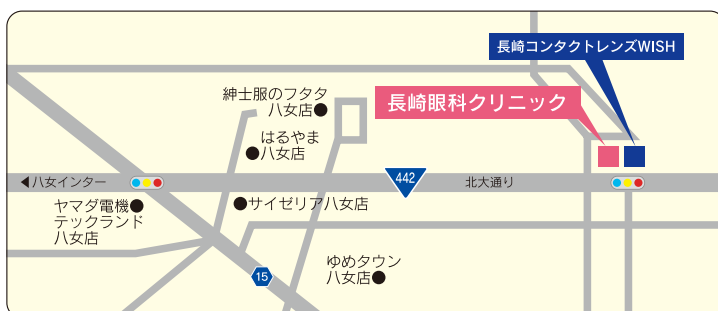 長崎コンタクトレンズWISH
長崎眼科クリニック
紳士服のフタタ
八女店
はるやま
八女店
442
◀八女インター
北大通り
ヤマダ電機
テックランド
八女店
サイゼリア八女店
ゆめタウン
八女店
15